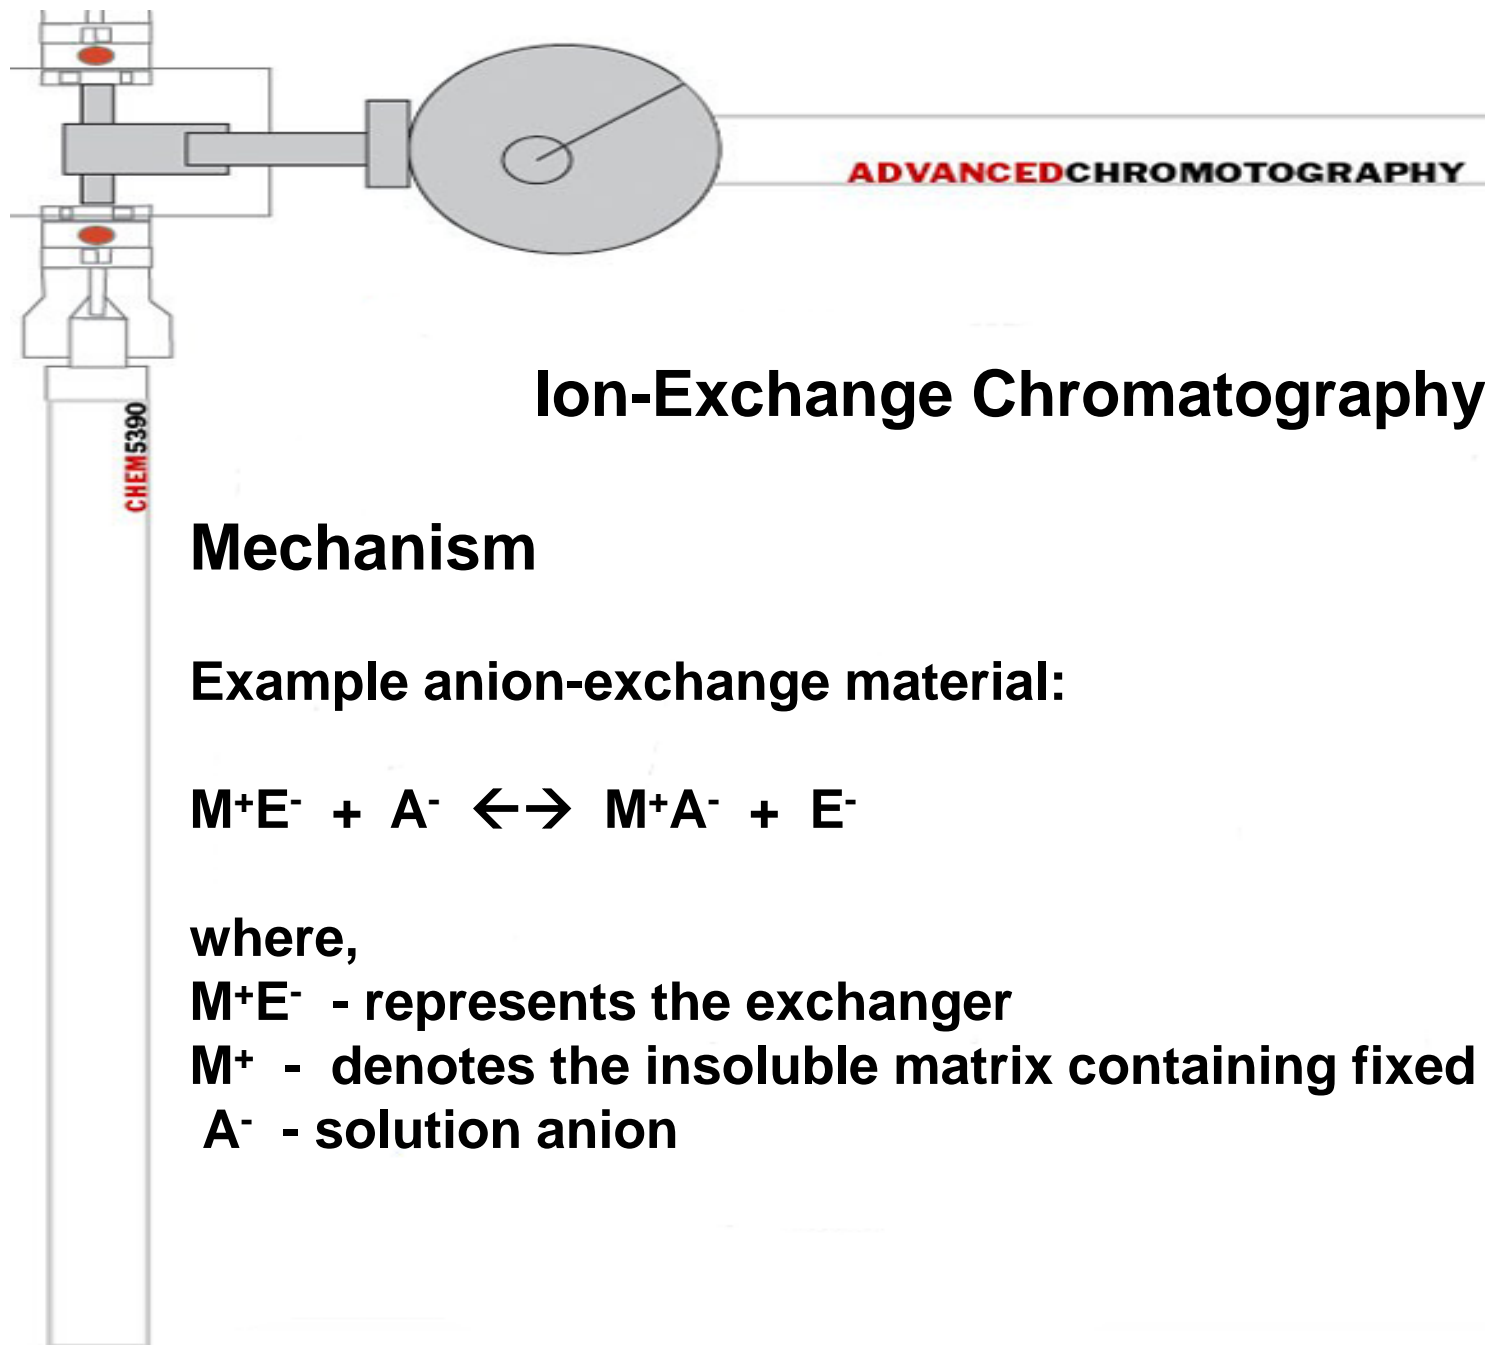 ADVANCEDCHROMOTOGRAPHY
Ion-Exchange Chromatography
CHEM5390
Mechanism
Example anion-exchange material:
M⁺E⁻ + A⁻ ←→ M⁺A⁻ + E⁻
where,
M⁺E⁻ - represents the exchanger
M⁺ - denotes the insoluble matrix containing fixed
A⁻ - solution anion